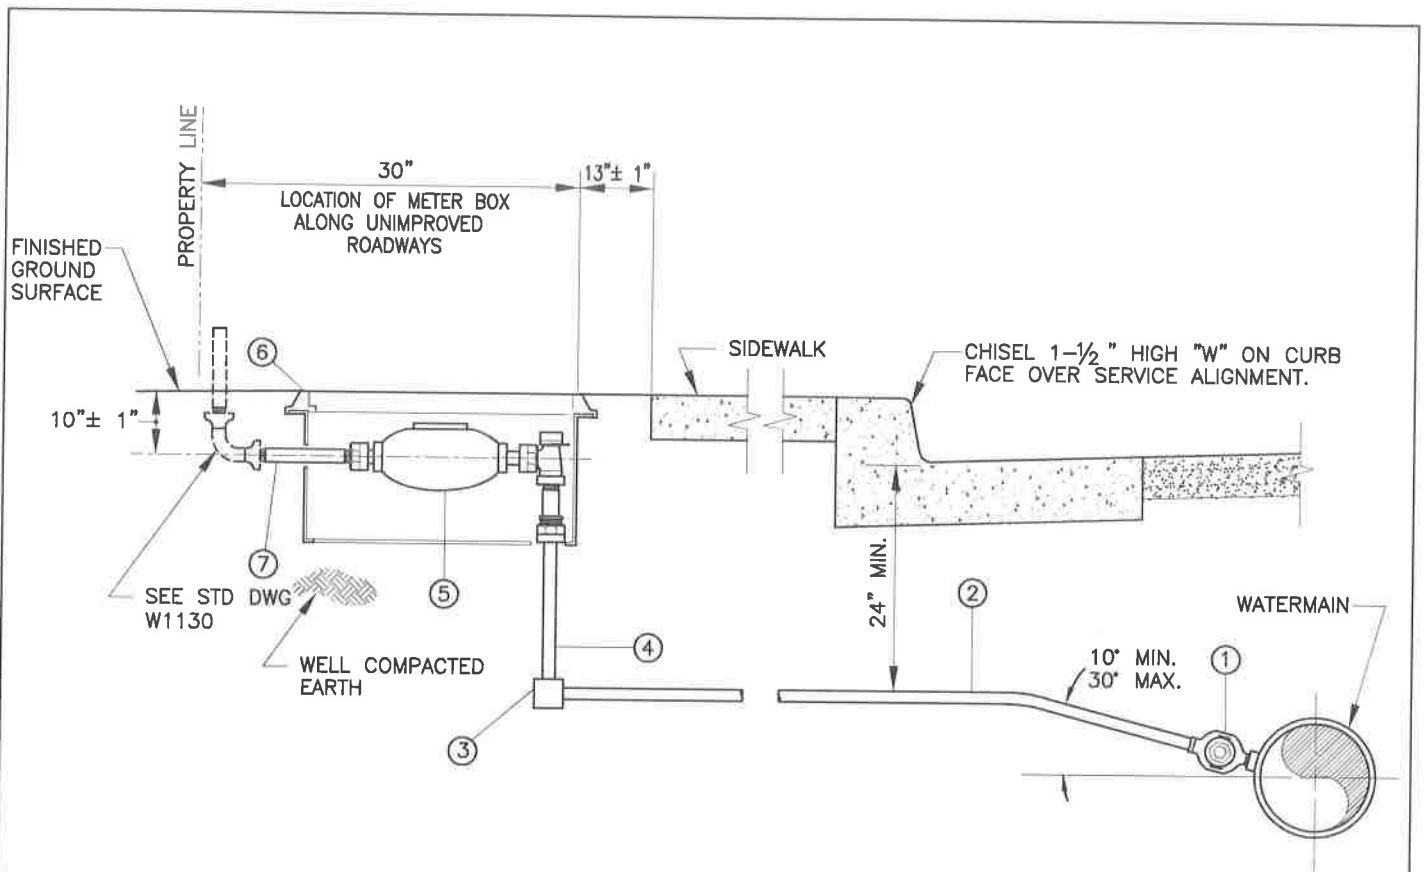 PROPERTY LINE
30"
13"± 1"
LOCATION OF METER BOX
ALONG UNIMPROVED
ROADWAYS
FINISHED
GROUND
SURFACE
6
SIDEWALK
CHISEL 1-½" HIGH "W" ON CURB
FACE OVER SERVICE ALIGNMENT.
10"± 1"
7
5
SEE STD DWG
W1130
WELL COMPACTED
EARTH
4
3
24" MIN.
2
WATERMAIN
10° MIN.
30° MAX.
1